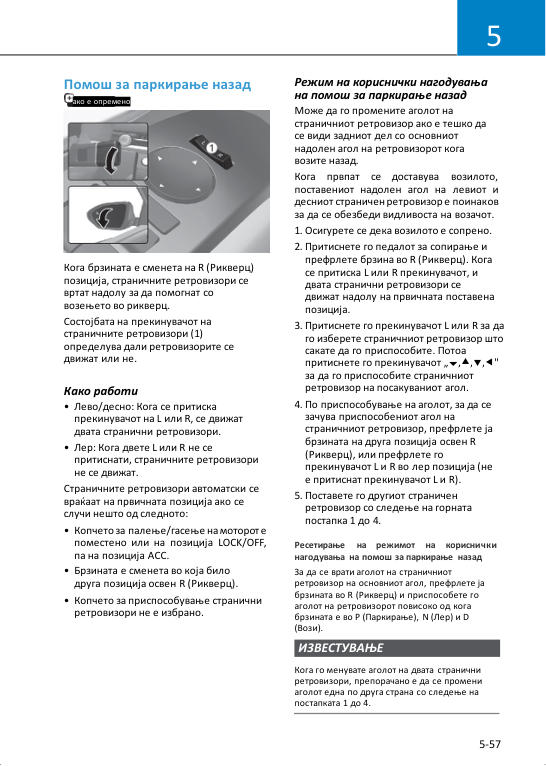 5
Помош за паркирање назад
ако е опремено
L
R
1
Кога брзината е сменета на R (Рикверц)
позиција, страничните ретровизори се
вртат надолу за да помогнат со
возењето во рикверц.
Состојбата на прекинувачот на
страничните ретровизори (1)
определува дали ретровизорите се
движат или не.
Како работи
• Лево/десно: Кога се притиска
прекинувачот на L или R, се движат
двата странични ретровизори.
• Лер: Кога двете L или R не се
притиснати, страничните ретровизори
не се движат.
Страничните ретровизори автоматски се
враќаат на првичната позиција ако се
случи нешто од следното:
• Копчето за палење/гасење на моторот е
поместено или на позиција LOCK/OFF,
па на позиција ACC.
• Брзината е сменета во која било
друга позиција освен R (Рикверц).
• Копчето за приспособување странични
ретровизори не е избрано.
Режим на кориснички нагодувања
на помош за паркирање назад
Може да го промените аголот на
страничниот ретровизор ако е тешко да
се види задниот дел со основниот
надолен агол на ретровизорот кога
возите назад.
Кога првпат се доставува возилото,
поставениот надолен агол на левиот и
десниот страничен ретровизор е поинаков
за да се обезбеди видливоста на возачот.
1. Осигурете се дека возилото е сопрено.
2. Притиснете го педалот за сопирање и
префрлете брзина во R (Рикверц). Кога
се притиска L или R прекинувачот, и
двата странични ретровизори се
движат надолу на првичната поставена
позиција.
3. Притиснете го прекинувачот L или R за да
го изберете страничниот ретровизор што
сакате да го приспособите. Потоа
притиснете го прекинувачот „▼,▲,▼,◀"
за да го приспособите страничниот
ретровизор на посакуваниот агол.
4. По приспособување на аголот, за да се
зачува приспособениот агол на
страничниот ретровизор, префрлете ја
брзината на друга позиција освен R
(Рикверц), или префрлете го
прекинувачот L и R во лер позиција (не
е притиснат прекинувачот L и R).
5. Поставете го другиот страничен
ретровизор со следење на горната
постапка 1 до 4.
Ресетирање на режимот на кориснички
нагодувања на помош за паркирање назад
За да се врати аголот на страничниот
ретровизор на основниот агол, префрлете ја
брзината во R (Рикверц) и приспособете го
аголот на ретровизорот повисоко од кога
брзината е во P (Паркирање), N (Лер) и D
(Вози).
ИЗВЕСТУВАЊЕ
Кога го менувате аголот на двата странични
ретровизори, препорачано е да се промени
аголот една по друга страна со следење на
постапката 1 до 4.
5-57